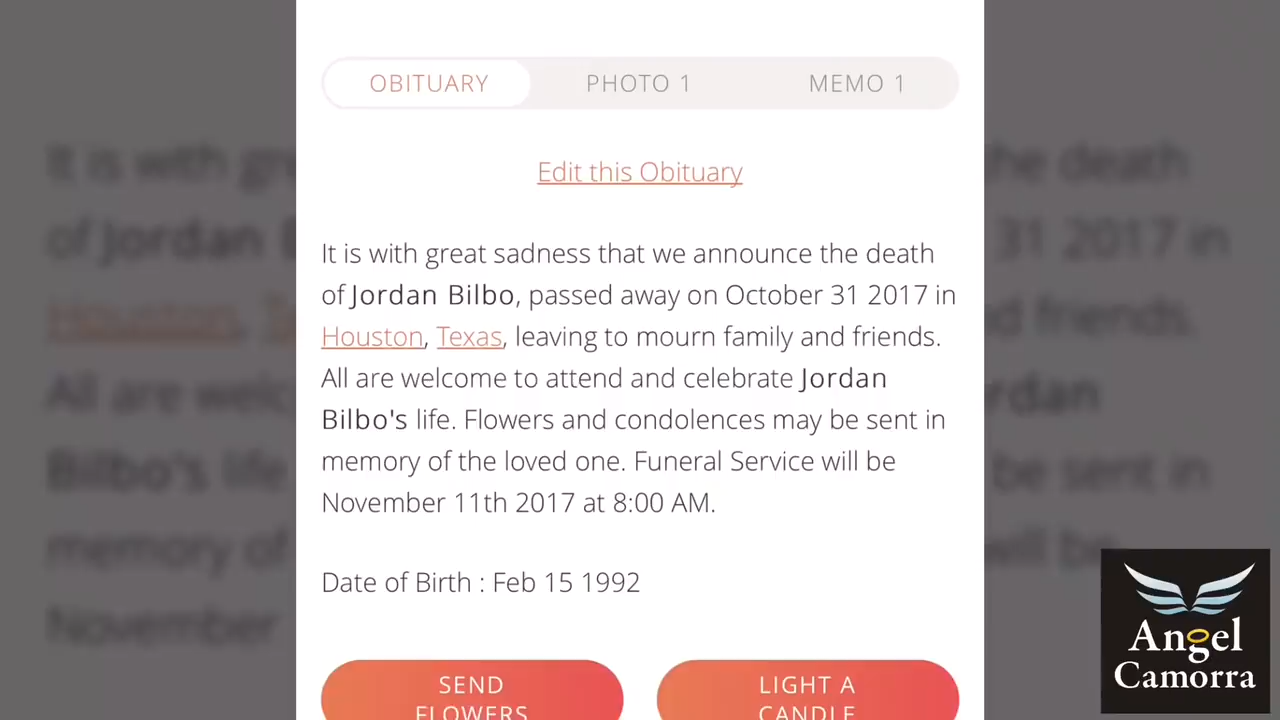 OBITUARY PHOTO 1 MEMO 1
Edit this Obituary
It is with great sadness that we announce the death
of Jordan Bilbo, passed away on October 31 2017 in
Houston, Texas, leaving to mourn family and friends.
All are welcome to attend and celebrate Jordan
Bilbo's life. Flowers and condolences may be sent in
memory of the loved one. Funeral Service will be
November 11th 2017 at 8:00 AM.
Date of Birth : Feb 15 1992
SEND
FLOWERS
LIGHT A
CANDLE
Angel
Camorra